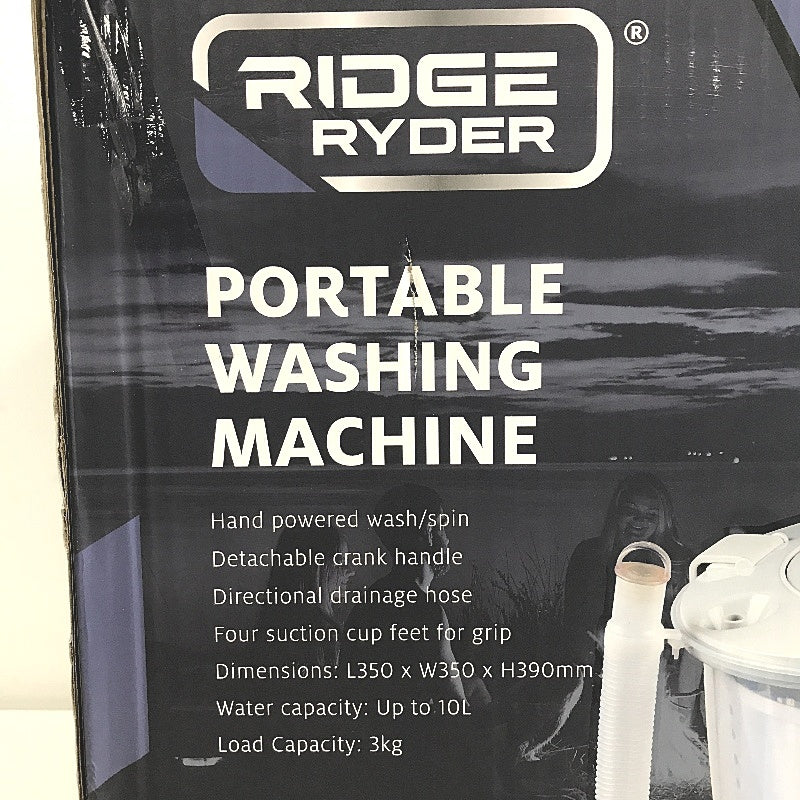 RIDGE
RYDER
®
PORTABLE
WASHING
MACHINE
Hand powered wash/spin
Detachable crank handle
Directional drainage hose
Four suction cup feet for grip
Dimensions: L350 x W350 x H390mm
Water capacity: Up to 10L
Load Capacity: 3kg